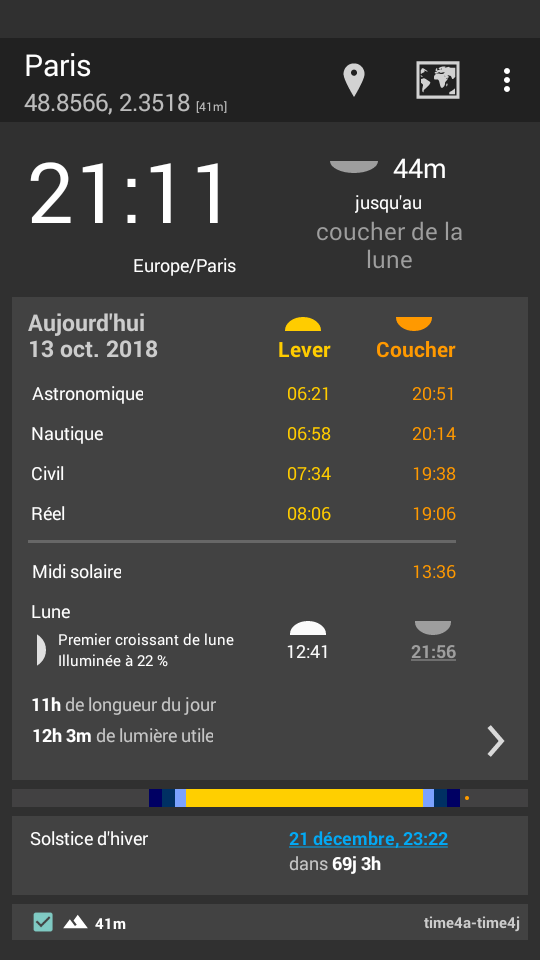 Paris
48.8566, 2.3518 [41m]
21:11
Europe/Paris
44m
jusqu'au
coucher de la
lune
Aujourd'hui
13 oct. 2018
Lever Coucher
Astronomique 06:21 20:51
Nautique 06:58 20:14
Civil 07:34 19:38
Réel 08:06 19:06
Midi solaire 13:36
Lune
Premier croissant de lune
Illuminée à 22 %
12:41 21:56
11h de longueur du jour
12h 3m de lumière utile
Solstice d'hiver 21 décembre, 23:22
dans 69j 3h
41m time4a-time4j